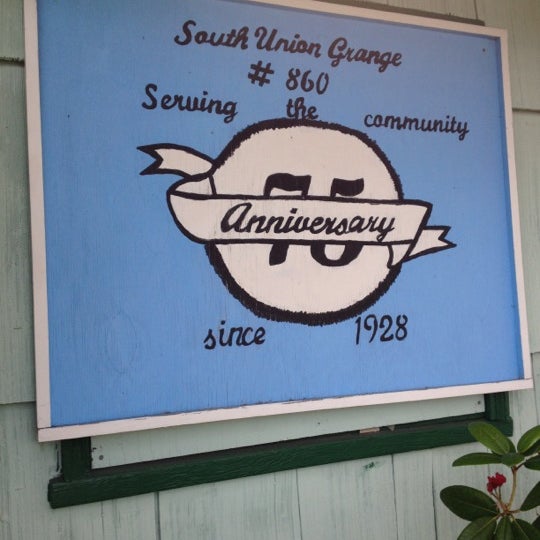 South Union Grange
# 860
Serving the community
75
Anniversary
since 1928